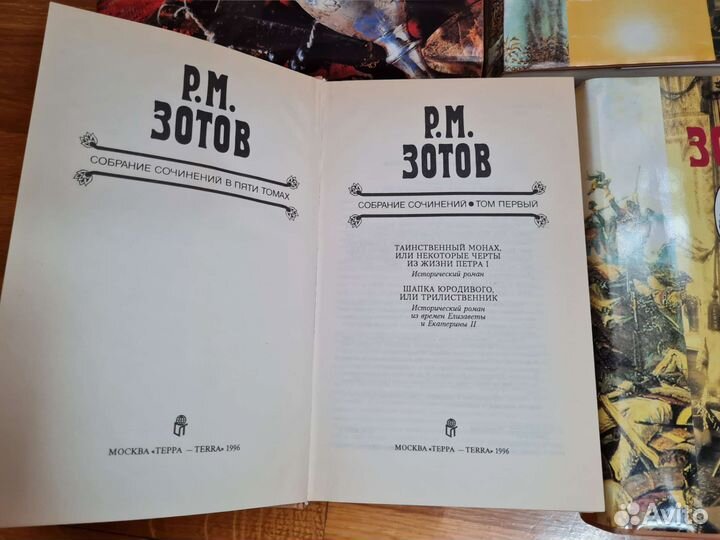 Р.М.
ЗОТОВ
СОБРАНИЕ СОЧИНЕНИЙ В ПЯТИ ТОМАХ
МОСКВА «ТЕРРА — TERRA» 1996
Р.М.
ЗОТОВ
СОБРАНИЕ СОЧИНЕНИЙ • ТОМ ПЕРВЫЙ
ТАИНСТВЕННЫЙ МОНАХ,
ИЛИ НЕКОТОРЫЕ ЧЕРТЫ
ИЗ ЖИЗНИ ПЕТРА I
Исторический роман
ШАПКА ЮРОДИВОГО,
ИЛИ ТРИЛИСТВЕННИК
Исторический роман
из времен Елизаветы
и Екатерины II
МОСКВА «ТЕРРА — TERRA» 1996
Avito